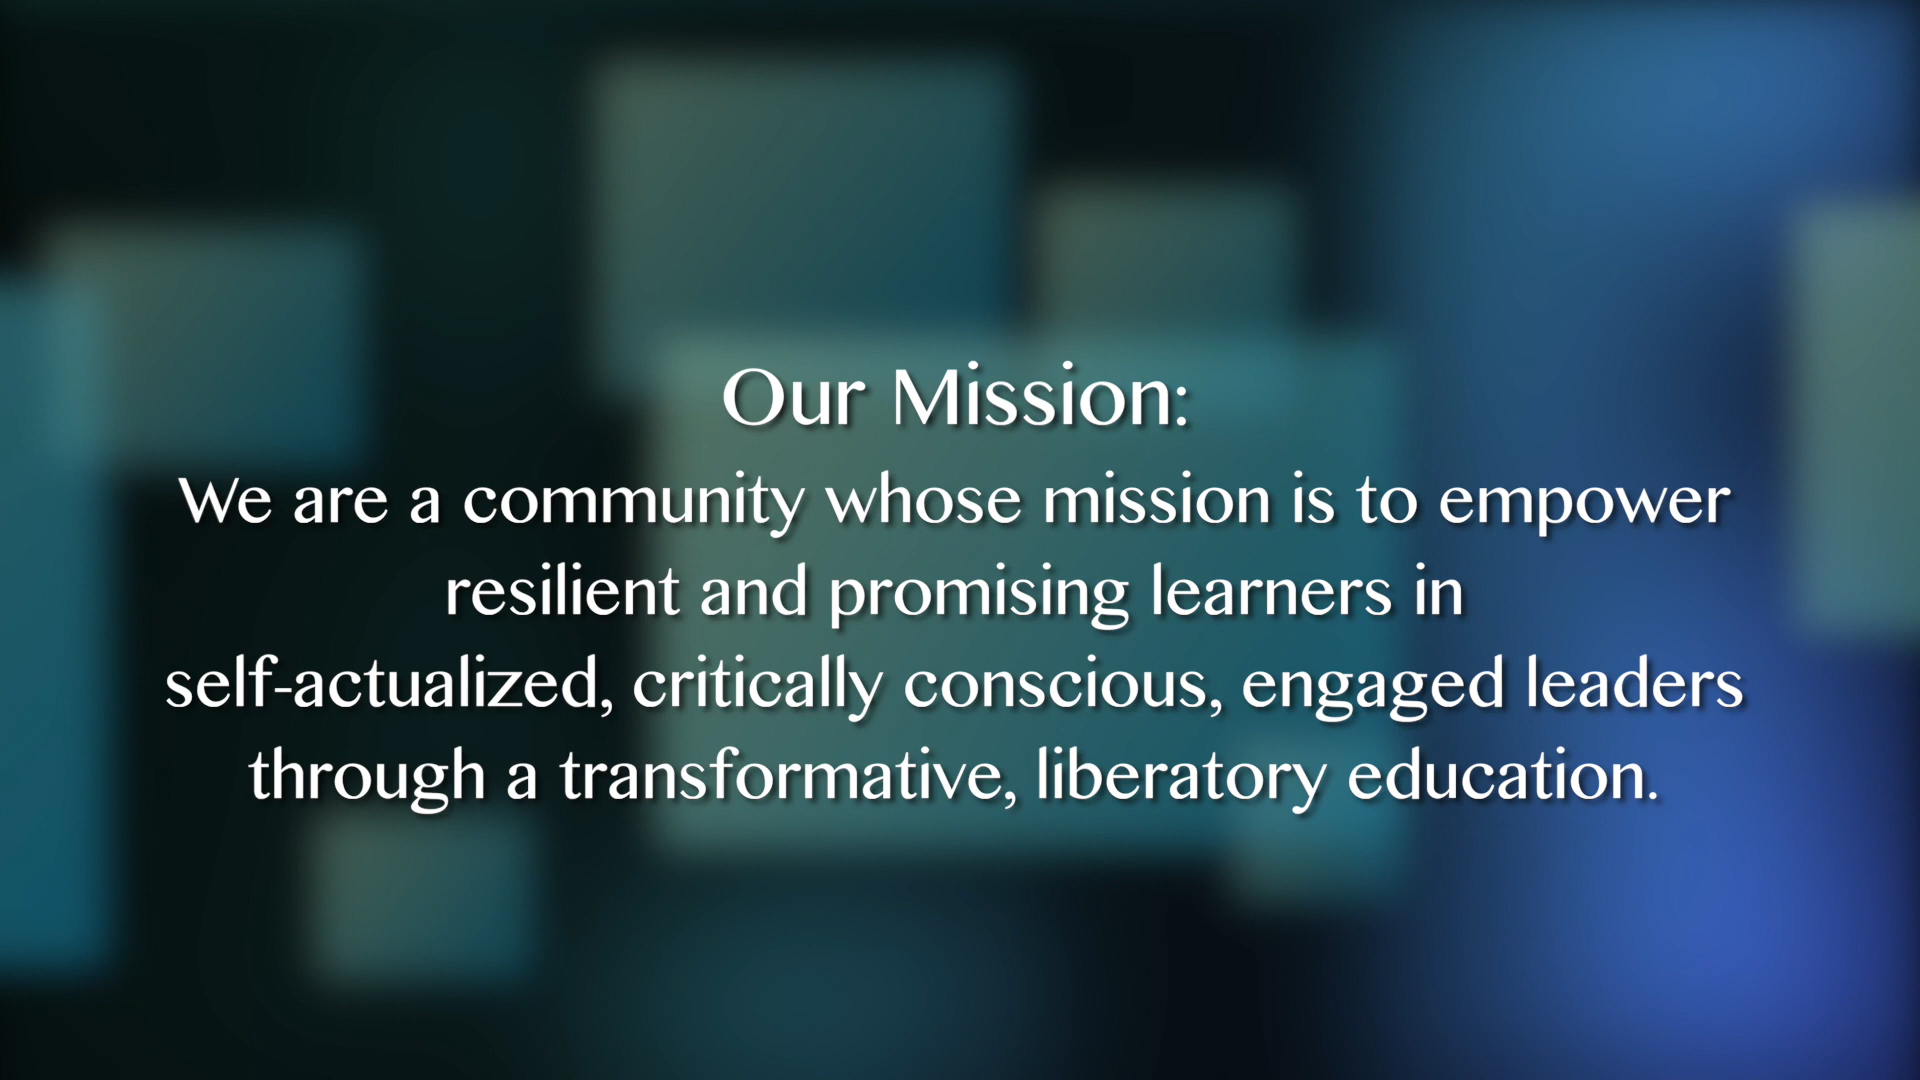 Our Mission:
We are a community whose mission is to empower
resilient and promising learners in
self-actualized, critically conscious, engaged leaders
through a transformative, liberatory education.